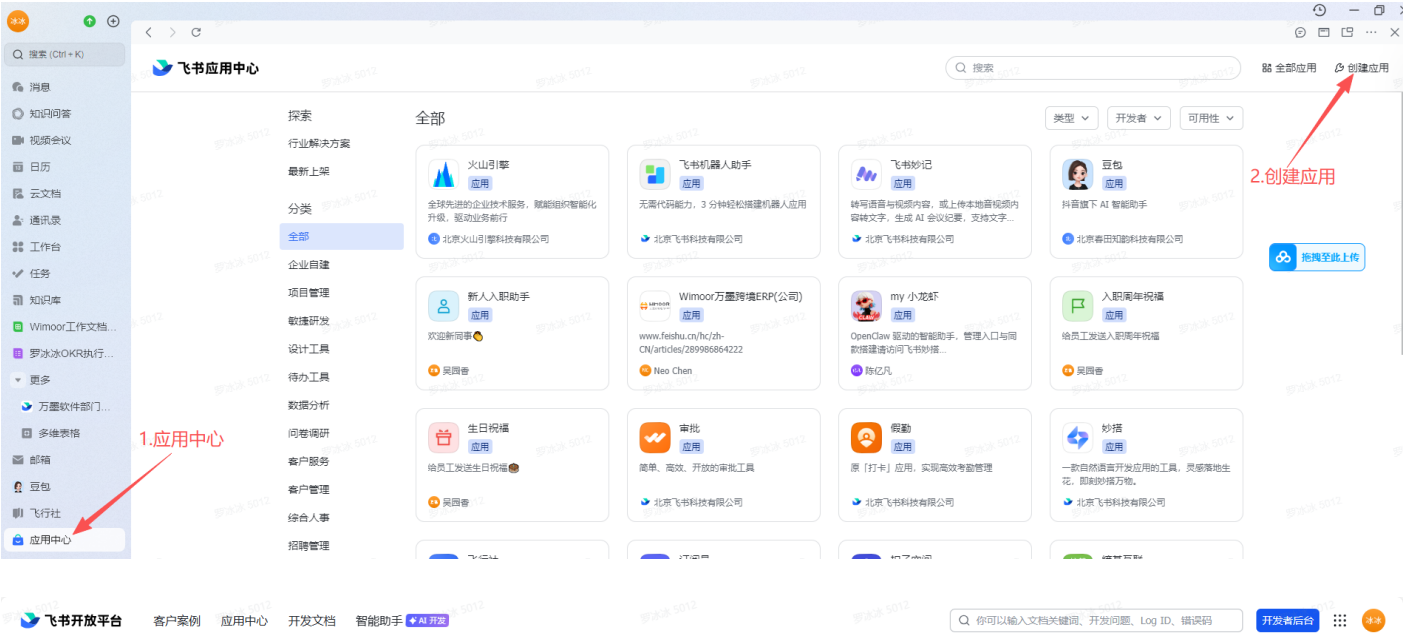 冰冰
搜索 (Ctrl + K)
消息
知识问答
视频会议
日历
云文档
通讯录
工作台
任务
知识库
Wimoor工作文档...
罗冰冰OKR执行...
更多
万墨软件部门...
多维表格
邮箱
豆包
飞行社
应用中心
1.应用中心
飞书应用中心
搜索
全部应用
创建应用
2.创建应用
探索
行业解决方案
最新上架
分类
全部
企业自建
项目管理
敏捷研发
设计工具
待办工具
数据分析
问卷调研
客户服务
客户管理
综合人事
招聘管理
全部
类型
开发者
可用性
火山引擎
应用
全球先进的企业技术服务，赋能组织智能化
升级，驱动业务前行
北京火山引擎科技有限公司
飞书机器人助手
应用
无需代码能力，3 分钟轻松搭建机器人应用
北京飞书科技有限公司
飞书妙记
应用
转写语音与视频内容，或上传本地音视频内
容转文字，生成 AI 会议纪要，支持文字...
北京飞书科技有限公司
豆包
应用
抖音旗下 AI 智能助手
北京春田知韵科技有限公司
拖拽至此上传
新人入职助手
应用
欢迎新同事👏
吴园香
Wimoor万墨跨境ERP(公司)
应用
www.feishu.cn/hc/zh-
CN/articles/289986864222
Neo Chen
my 小龙虾
应用
OpenClaw 驱动的智能助手，管理入口与同
款搭建请访问飞书妙搭...
陈亿凡
入职周年祝福
应用
给员工发送入职周年祝福
吴园香
生日祝福
应用
给员工发送生日祝福🎂
吴园香
审批
应用
简单、高效、开放的审批工具
北京飞书科技有限公司
假勤
应用
原「打卡」应用，实现高效考勤管理
北京飞书科技有限公司
妙搭
应用
一款自然语言开发应用的工具，灵感落地生
花，即刻妙搭万物。
北京飞书科技有限公司
飞书开放平台
客户案例
应用中心
开发文档
智能助手
AI 开发
你可以输入文档关键词、开发问题、Log ID、错误码
开发者后台
冰冰
罗冰冰 5012